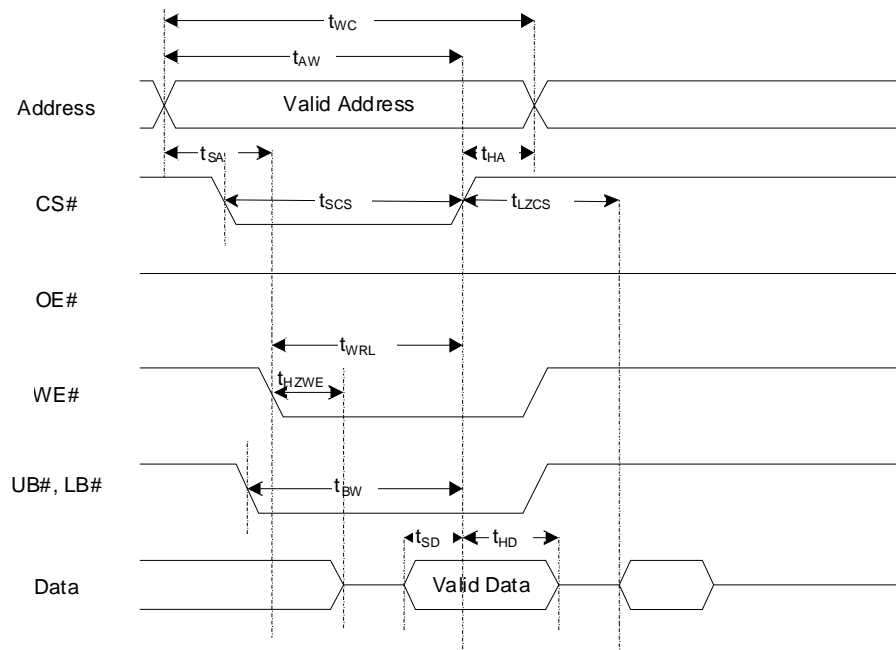 tWC
tAW
Address
Valid Address
tSA
tHA
CS#
tSCS
tLZCS
OE#
tWRL
tHZWE
WE#
UB#, LB#
tBW
tSD
tHD
Data
Valid Data